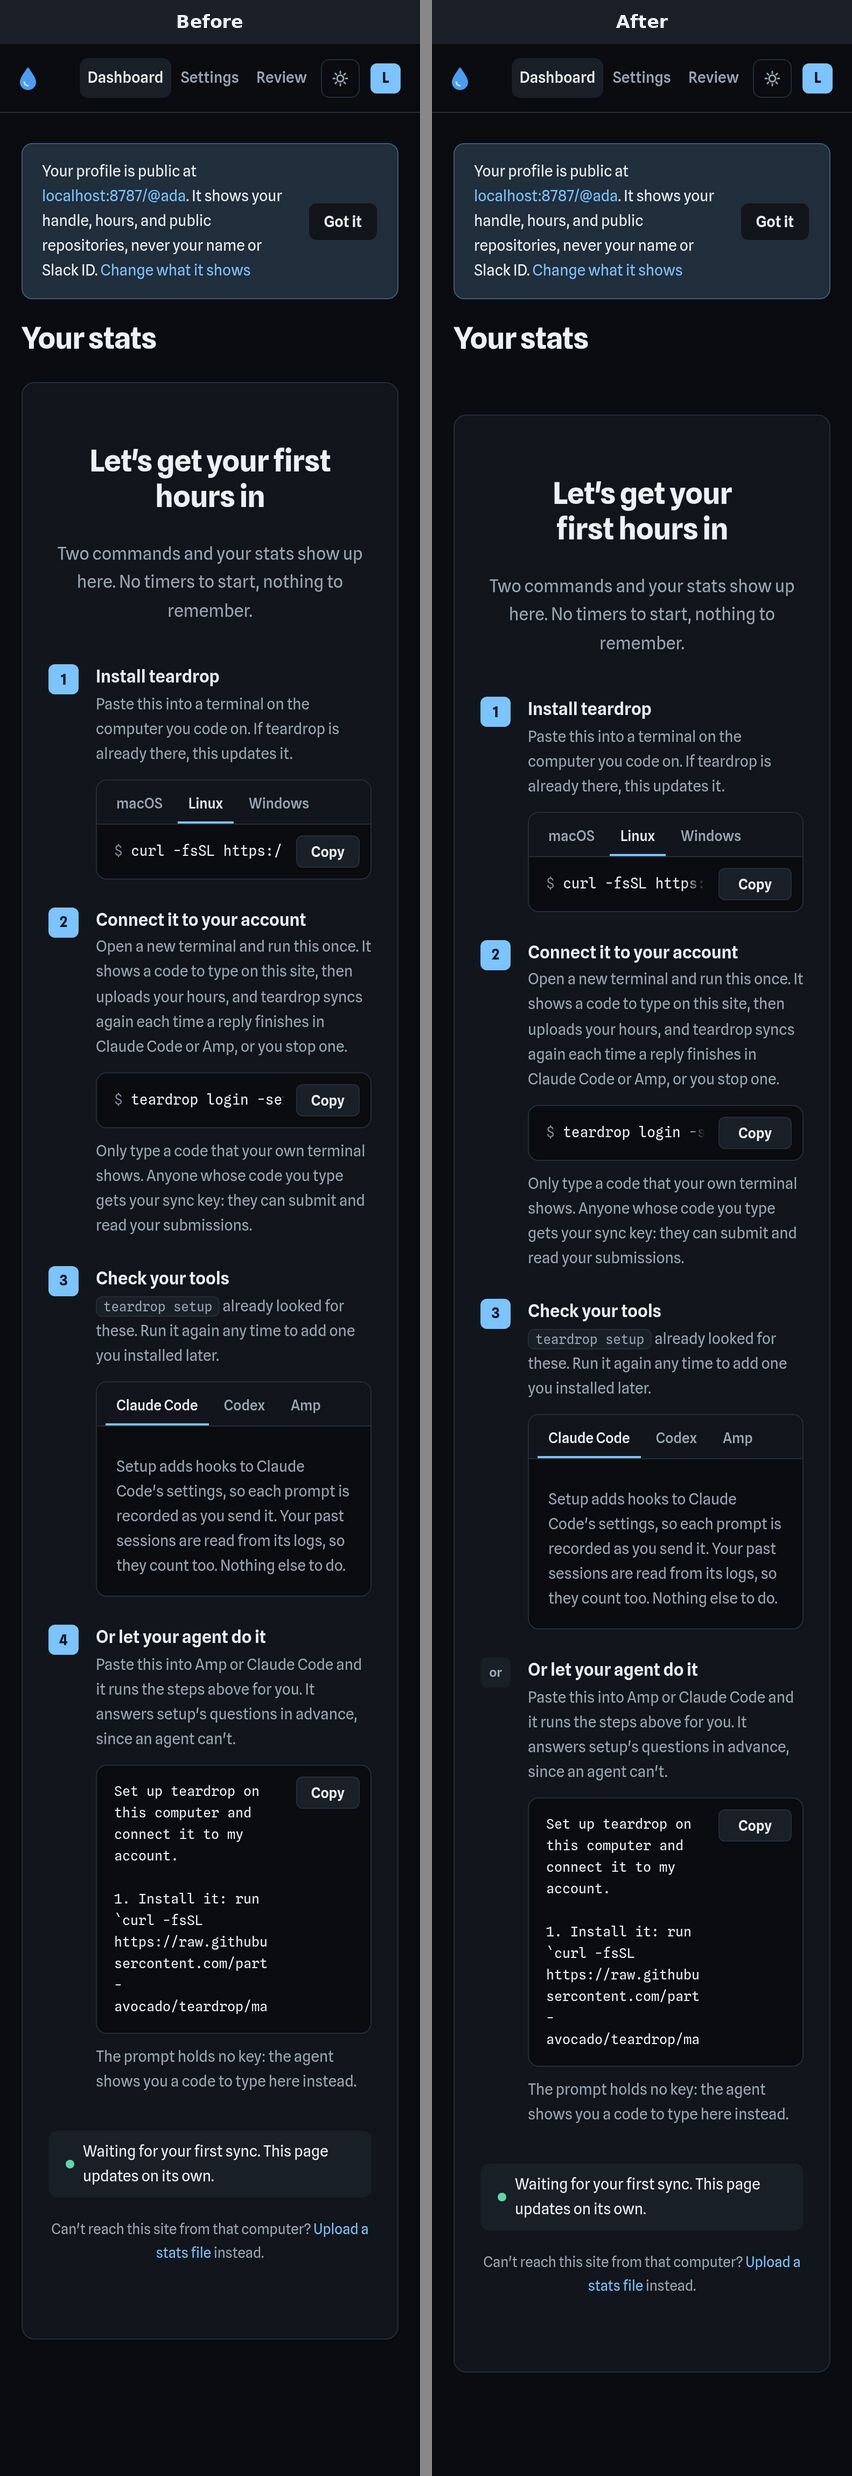 Before
Dashboard Settings Review L
Your profile is public at
localhost:8787/@ada. It shows your
handle, hours, and public
repositories, never your name or
Slack ID. Change what it shows
Got it
Your stats
Let's get your first
hours in
Two commands and your stats show up
here. No timers to start, nothing to
remember.
1 Install teardrop
Paste this into a terminal on the
computer you code on. If teardrop is
already there, this updates it.
macOS Linux Windows
$ curl -fsSL https:/ Copy
2 Connect it to your account
Open a new terminal and run this once. It
shows a code to type on this site, then
uploads your hours, and teardrop syncs
again each time a reply finishes in
Claude Code or Amp, or you stop one.
$ teardrop login -se Copy
Only type a code that your own terminal
shows. Anyone whose code you type
gets your sync key: they can submit and
read your submissions.
3 Check your tools
teardrop setup already looked for
these. Run it again any time to add one
you installed later.
Claude Code Codex Amp
Setup adds hooks to Claude
Code's settings, so each prompt is
recorded as you send it. Your past
sessions are read from its logs, so
they count too. Nothing else to do.
4 Or let your agent do it
Paste this into Amp or Claude Code and
it runs the steps above for you. It
answers setup's questions in advance,
since an agent can't.
Set up teardrop on
this computer and
connect it to my
account.
Copy
1. Install it: run
`curl -fsSL
https://raw.githubu
sercontent.com/part
-
avocado/teardrop/ma
The prompt holds no key: the agent
shows you a code to type here instead.
Waiting for your first sync. This page
updates on its own.
Can't reach this site from that computer? Upload a
stats file instead.
After
Dashboard Settings Review L
Your profile is public at
localhost:8787/@ada. It shows your
handle, hours, and public
repositories, never your name or
Slack ID. Change what it shows
Got it
Your stats
Let's get your
first hours in
Two commands and your stats show up
here. No timers to start, nothing to
remember.
1 Install teardrop
Paste this into a terminal on the
computer you code on. If teardrop is
already there, this updates it.
macOS Linux Windows
$ curl -fsSL https: Copy
2 Connect it to your account
Open a new terminal and run this once. It
shows a code to type on this site, then
uploads your hours, and teardrop syncs
again each time a reply finishes in
Claude Code or Amp, or you stop one.
$ teardrop login -s Copy
Only type a code that your own terminal
shows. Anyone whose code you type
gets your sync key: they can submit and
read your submissions.
3 Check your tools
teardrop setup already looked for
these. Run it again any time to add one
you installed later.
Claude Code Codex Amp
Setup adds hooks to Claude
Code's settings, so each prompt is
recorded as you send it. Your past
sessions are read from its logs, so
they count too. Nothing else to do.
or Or let your agent do it
Paste this into Amp or Claude Code and
it runs the steps above for you. It
answers setup's questions in advance,
since an agent can't.
Set up teardrop on
this computer and
connect it to my
account.
Copy
1. Install it: run
`curl -fsSL
https://raw.githubu
sercontent.com/part
-
avocado/teardrop/ma
The prompt holds no key: the agent
shows you a code to type here instead.
Waiting for your first sync. This page
updates on its own.
Can't reach this site from that computer? Upload a
stats file instead.